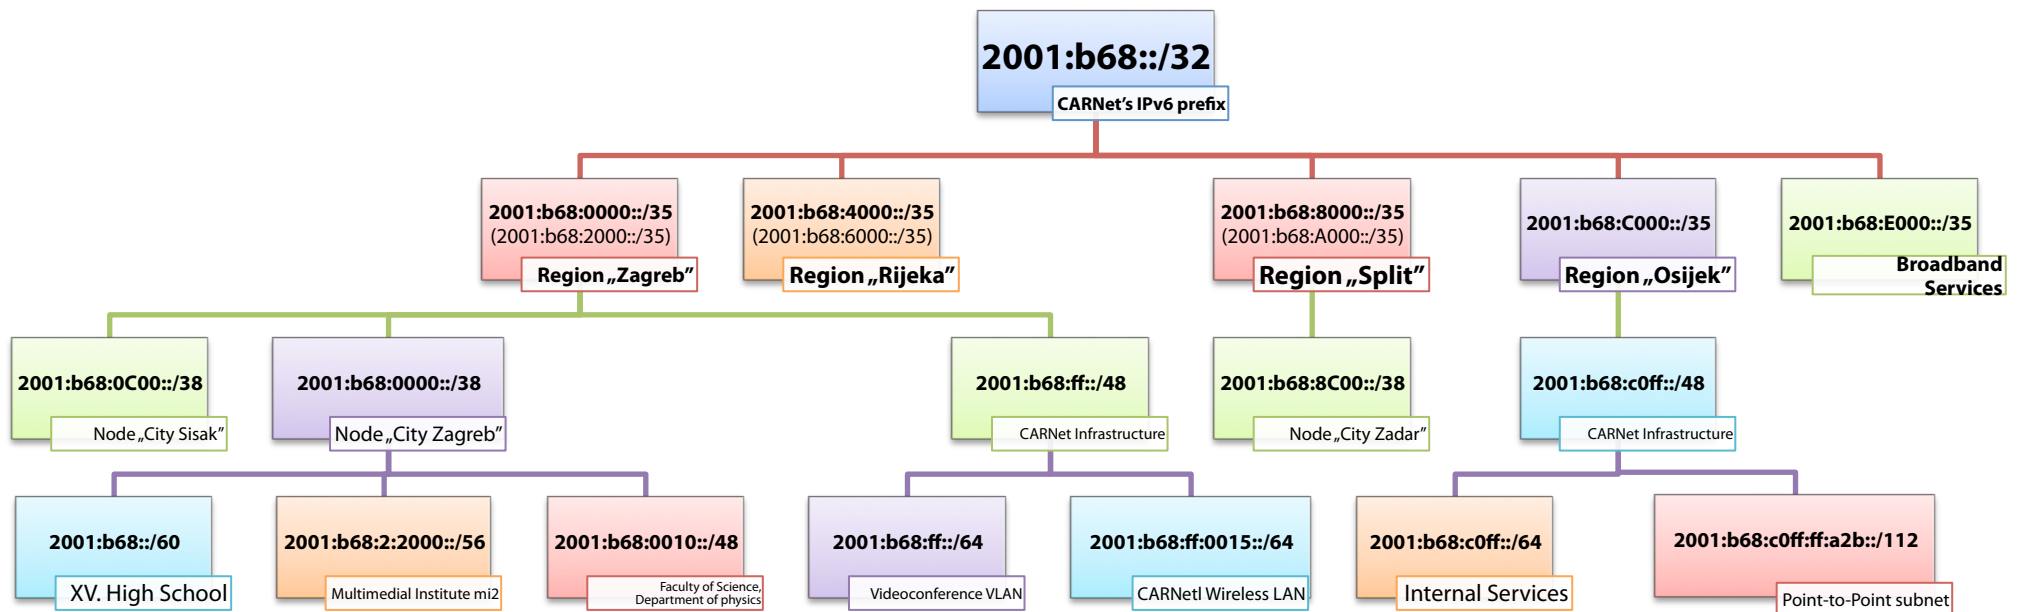 2001:b68::/32
CARNet’s IPv6 prefix
2001:b68:0000::/35
(2001:b68:2000::/35)
Region „Zagreb”
2001:b68:4000::/35
(2001:b68:6000::/35)
Region „Rijeka”
2001:b68:8000::/35
(2001:b68:A000::/35)
Region „Split”
2001:b68:C000::/35
Region „Osijek”
2001:b68:E000::/35
Broadband
Services
2001:b68:0C00::/38
Node „City Sisak”
2001:b68:0000::/38
Node „City Zagreb”
2001:b68:ff::/48
CARNet Infrastructure
2001:b68:8C00::/38
Node „City Zadar”
2001:b68:c0ff::/48
CARNet Infrastructure
2001:b68::/60
XV. High School
2001:b68:2:2000::/56
Multimedial Institute mi2
2001:b68:0010::/48
Faculty of Science,
Department of physics
2001:b68:ff::/64
Videoconference VLAN
2001:b68:ff:0015::/64
CARNetl Wireless LAN
2001:b68:c0ff::/64
Internal Services
2001:b68:c0ff:ff:a2b::/112
Point-to-Point subnet